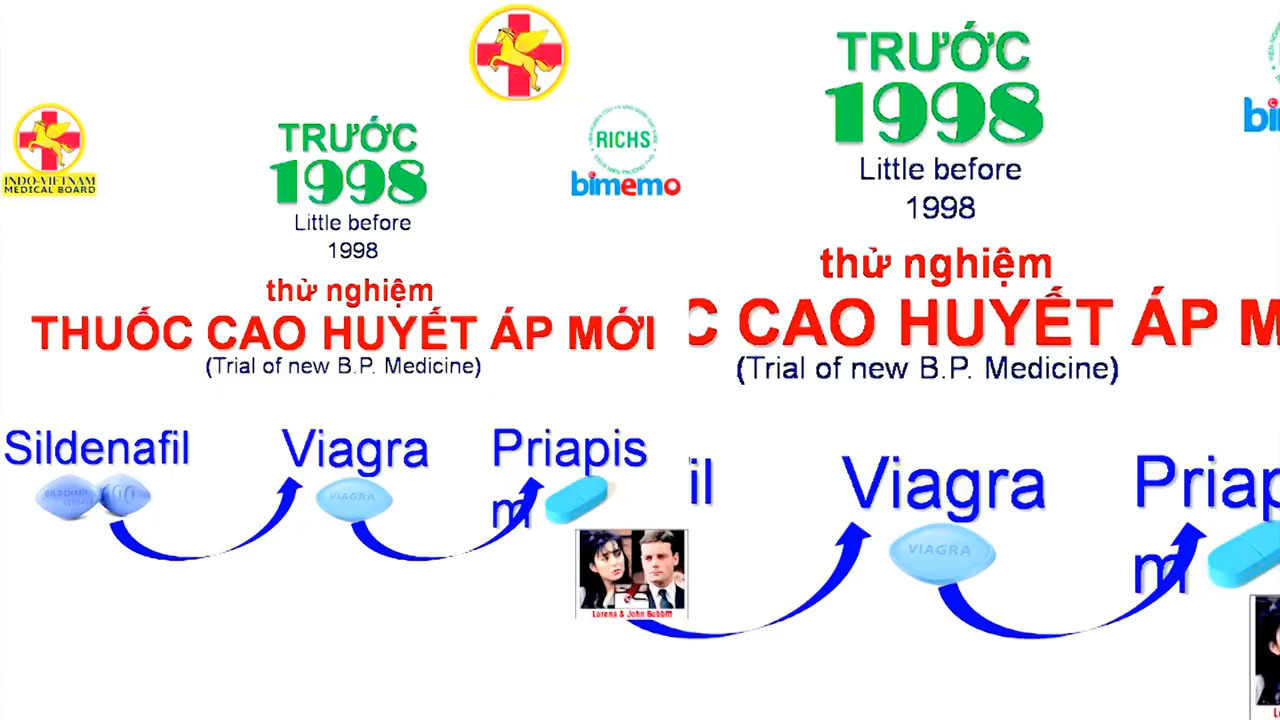 INDO-VIETNAM
MEDICAL BOARD
TRƯỚC
1998
Little before
1998
RICHS
bimemo
thử nghiệm
THUỐC CAO HUYẾT ÁP MỚI
(Trial of new B.P. Medicine)
Sildenafil
Viagra
Priapis
m
SILDENAFIL
VIAGRA
Lorena & John Bobbitt
TRƯỚC
1998
Little before
1998
bi
thử nghiệm
C CAO HUYẾT ÁP M
(Trial of new B.P. Medicine)
il
Viagra
Priap
m
VIAGRA